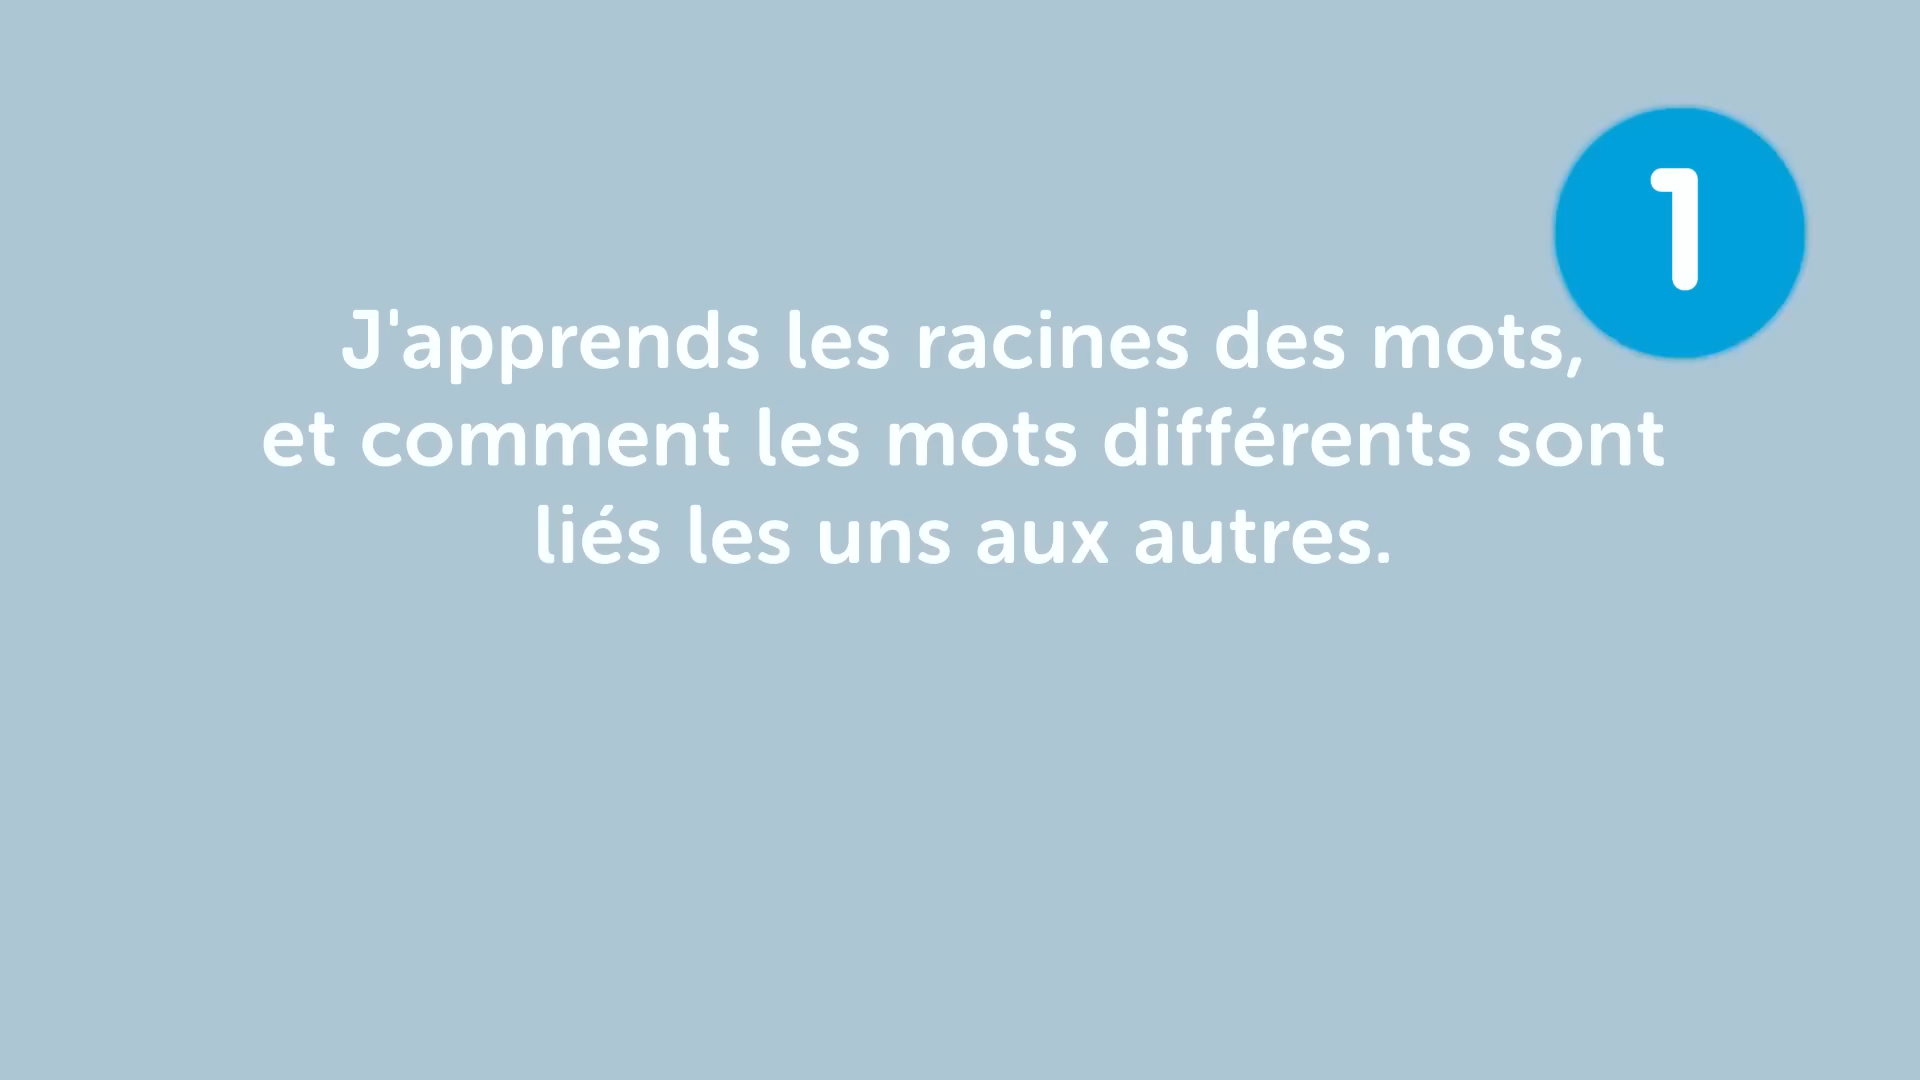 1
J'apprends les racines des mots,
et comment les mots différents sont
liés les uns aux autres.